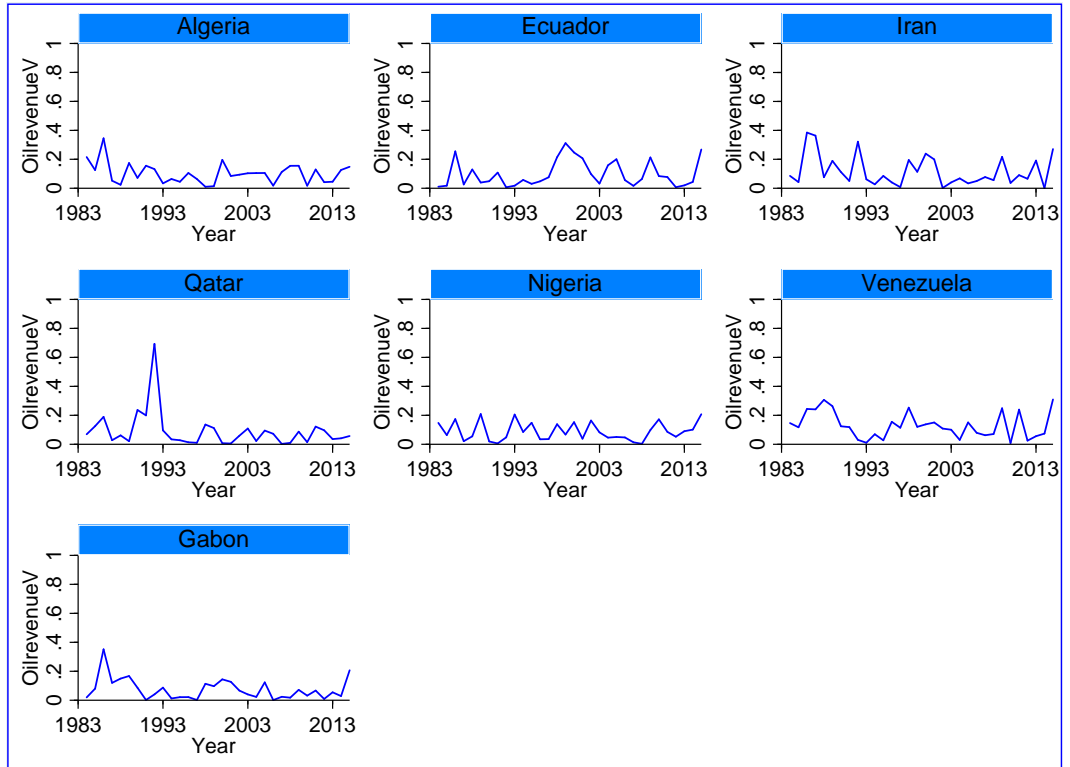 Algeria
OilrevenueV
0 .2 .4 .6 .8 1
1983 1993 2003 2013
Year
Ecuador
OilrevenueV
0 .2 .4 .6 .8 1
1983 1993 2003 2013
Year
Iran
OilrevenueV
0 .2 .4 .6 .8 1
1983 1993 2003 2013
Year
Qatar
OilrevenueV
0 .2 .4 .6 .8 1
1983 1993 2003 2013
Year
Nigeria
OilrevenueV
0 .2 .4 .6 .8 1
1983 1993 2003 2013
Year
Venezuela
OilrevenueV
0 .2 .4 .6 .8 1
1983 1993 2003 2013
Year
Gabon
OilrevenueV
0 .2 .4 .6 .8 1
1983 1993 2003 2013
Year